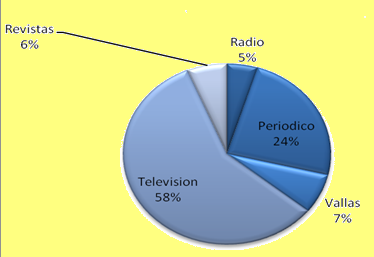 Revistas
6%
Radio
5%
Periodico
24%
Vallas
7%
Television
58%